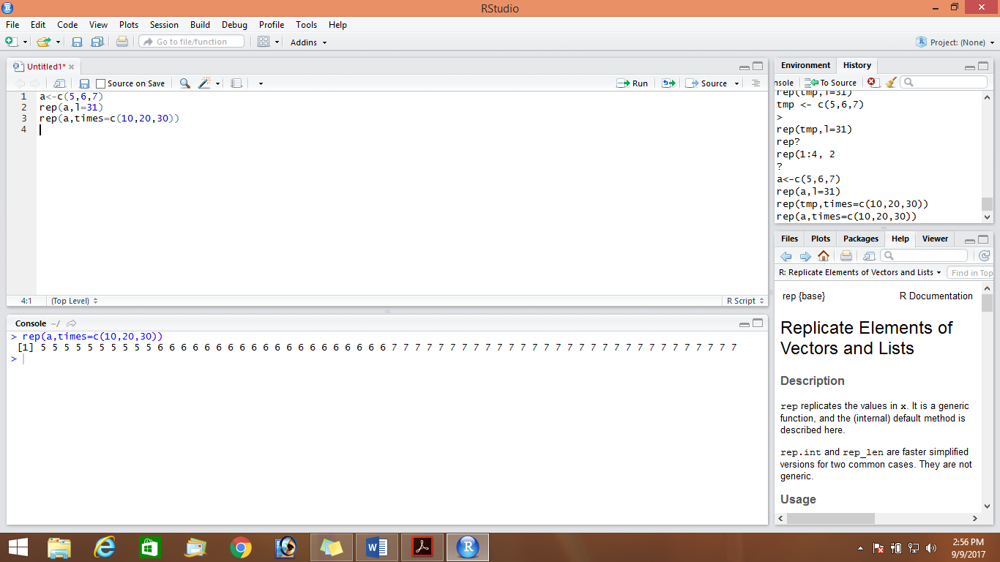 RStudio
File Edit Code View Plots Session Build Debug Profile Tools Help
Go to file/function Addins Project: (None)
Untitled1*
Source on Save Run Source
1 a<-c(5,6,7)
2 rep(a,l=31)
3 rep(a,times=c(10,20,30))
4
4:1 (Top Level) R Script
Console ~/
> rep(a,times=c(10,20,30))
[1] 5 5 5 5 5 5 5 5 5 5 6 6 6 6 6 6 6 6 6 6 6 6 6 6 6 6 6 6 6 6 7 7 7 7 7 7 7 7 7 7 7 7 7 7 7 7 7 7 7 7 7 7 7 7 7 7 7 7 7 7
>
Environment History
nsole To Source
rep(tmp,l=31)
tmp <- c(5,6,7)
>
rep(tmp,l=31)
rep?
rep(1:4, 2
?
a<-c(5,6,7)
rep(a,l=31)
rep(tmp,times=c(10,20,30))
rep(a,times=c(10,20,30))
Files Plots Packages Help Viewer
R: Replicate Elements of Vectors and Lists Find in Top
rep {base} R Documentation
Replicate Elements of
Vectors and Lists
Description
rep replicates the values in x. It is a generic
function, and the (internal) default method is
described here.
rep.int and rep_len are faster simplified
versions for two common cases. They are not
generic.
Usage
2:56 PM
9/9/2017